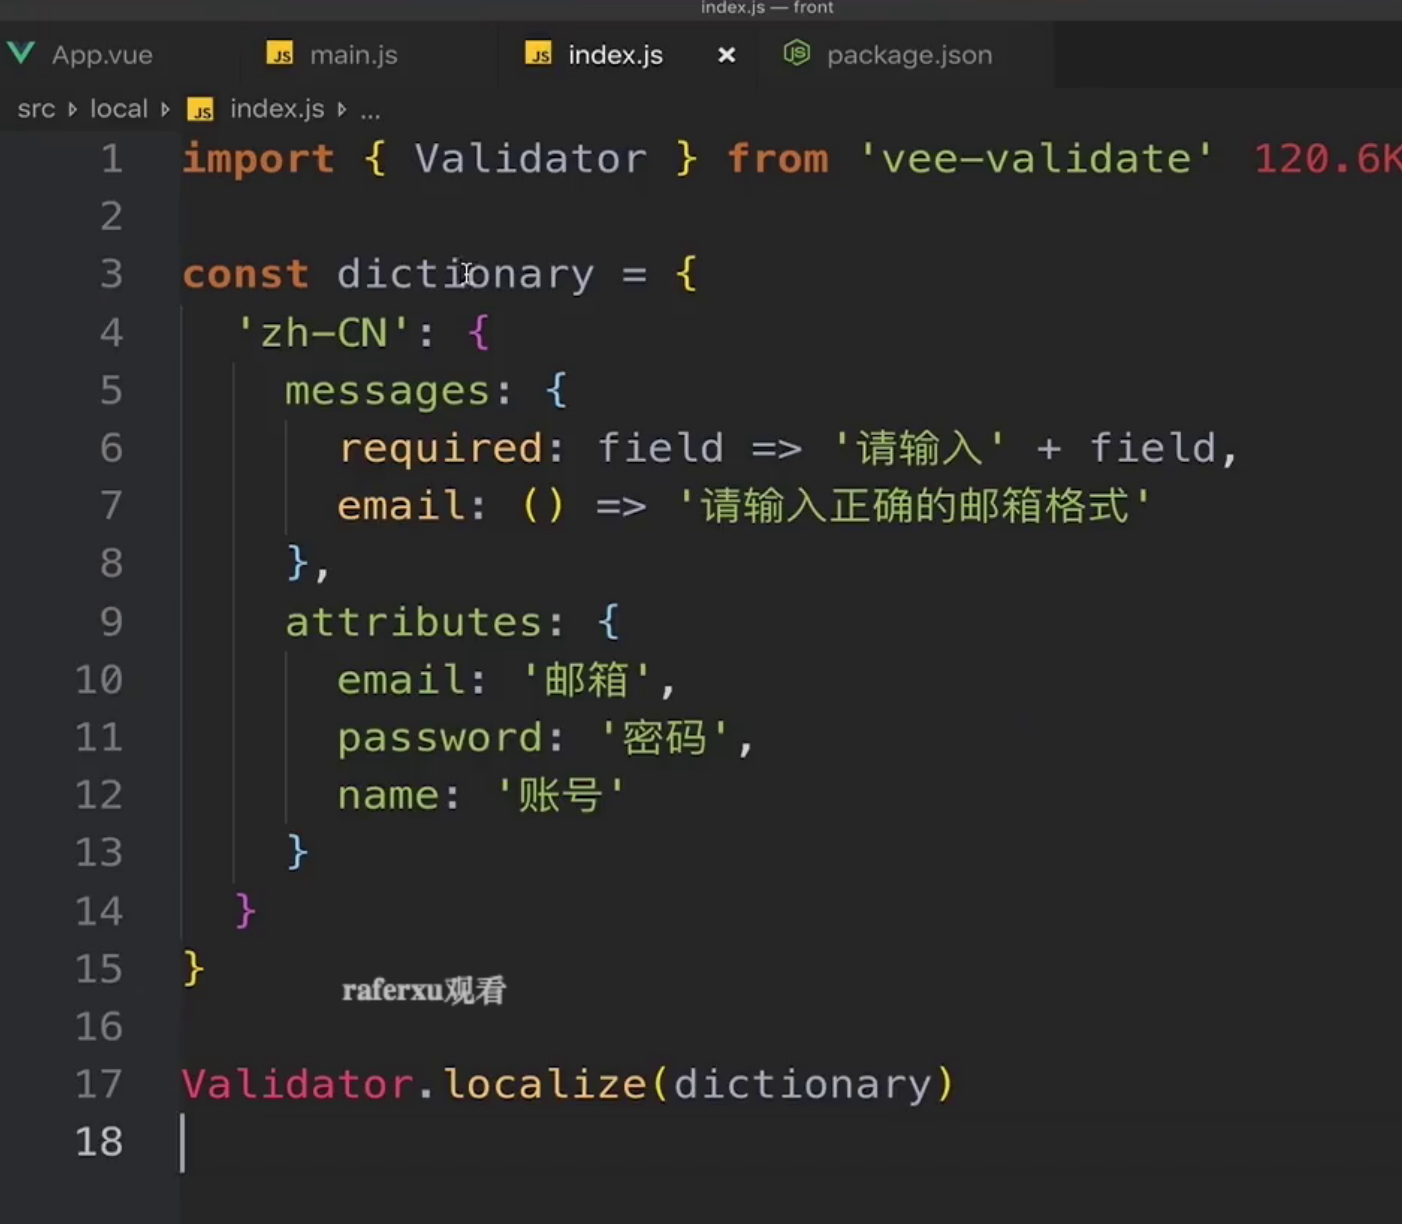 index.js — front
App.vue main.js index.js × package.json
src local index.js ...
1 import { Validator } from 'vee-validate' 120.6K
2
3 const dictionary = {
4 'zh-CN': {
5 messages: {
6 required: field => '请输入' + field,
7 email: () => '请输入正确的邮箱格式'
8 },
9 attributes: {
10 email: '邮箱',
11 password: '密码',
12 name: '账号'
13 }
14 }
15 }
raferxu观看
16
17 Validator.localize(dictionary)
18